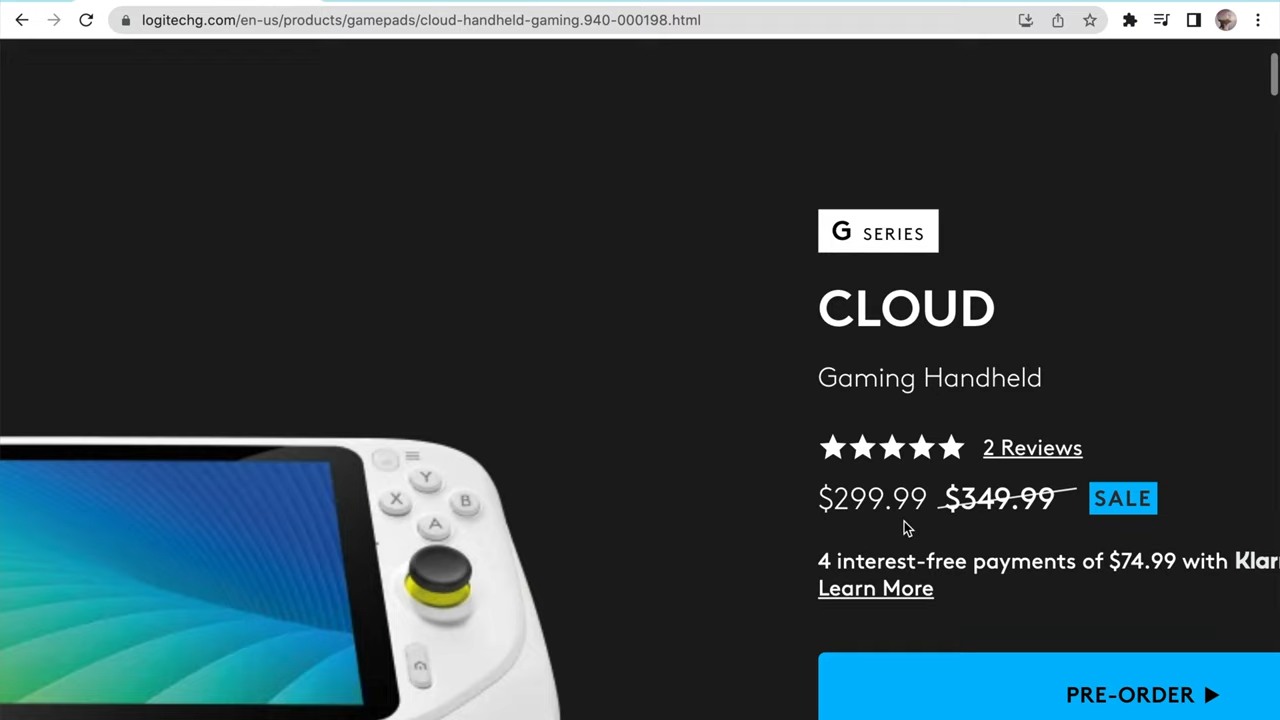 logitechg.com/en-us/products/gamepads/cloud-handheld-gaming.940-000198.html
G SERIES
CLOUD
Gaming Handheld
2 Reviews
$299.99 $349.99 SALE
4 interest-free payments of $74.99 with Klar
Learn More
Y
X B
A
PRE-ORDER